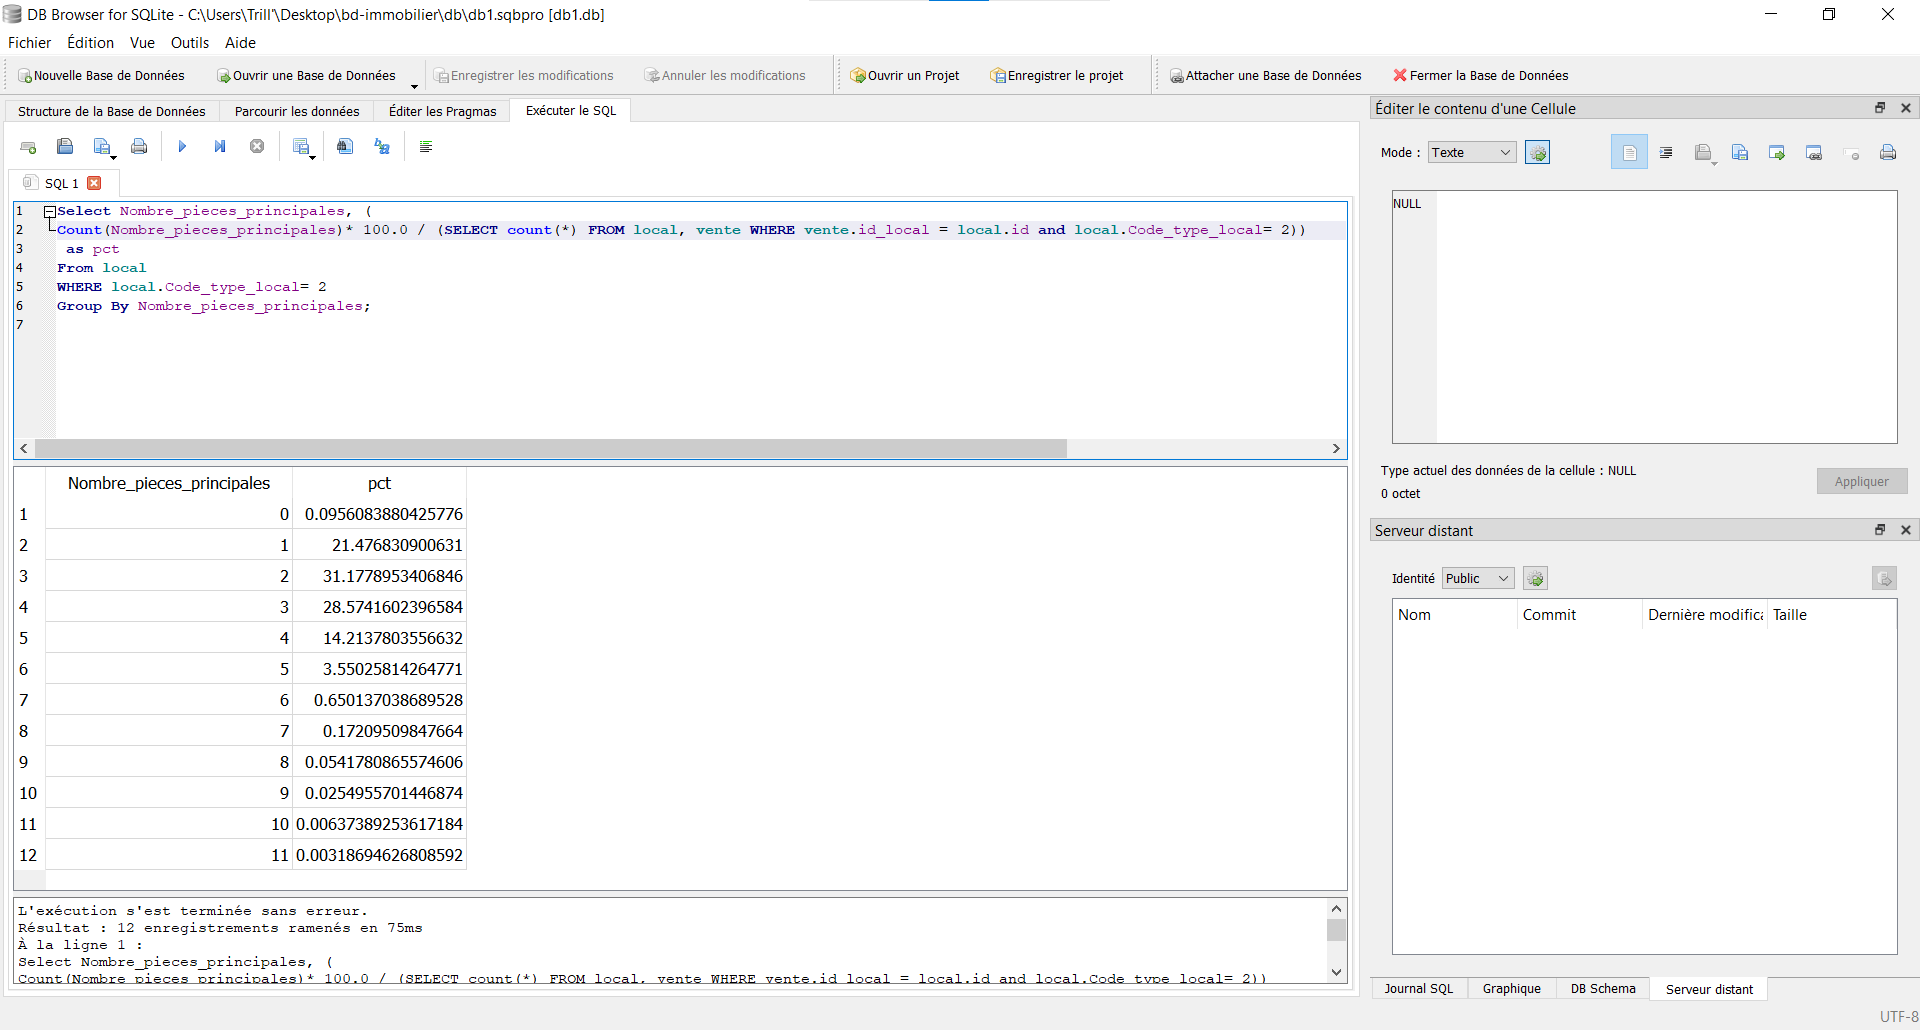 DB Browser for SQLite - C:\Users\Trill'\Desktop\bd-immobilier\db\db1.sqbpro [db1.db]
Fichier Édition Vue Outils Aide
Nouvelle Base de Données Ouvrir une Base de Données Enregistrer les modifications Annuler les modifications Ouvrir un Projet Enregistrer le projet Attacher une Base de Données Fermer la Base de Données
Structure de la Base de Données Parcourir les données Éditer les Pragmas Exécuter le SQL
SQL 1
1 Select Nombre_pieces_principales, (
2 Count(Nombre_pieces_principales)* 100.0 / (SELECT count(*) FROM local, vente WHERE vente.id_local = local.id and local.Code_type_local= 2))
3 as pct
4 From local
5 WHERE local.Code_type_local= 2
6 Group By Nombre_pieces_principales;
7
Nombre_pieces_principales pct
1 0 0.0956083880425776
2 1 21.476830900631
3 2 31.1778953406846
4 3 28.5741602396584
5 4 14.2137803556632
6 5 3.55025814264771
7 6 0.650137038689528
8 7 0.17209509847664
9 8 0.0541780865574606
10 9 0.0254955701446874
11 10 0.00637389253617184
12 11 0.00318694626808592
L'exécution s'est terminée sans erreur.
Résultat : 12 enregistrements ramenés en 75ms
À la ligne 1 :
Select Nombre_pieces_principales, (
Count(Nombre_pieces_principales)* 100.0 / (SELECT count(*) FROM local, vente WHERE vente.id_local = local.id and local.Code_type_local= 2))
Éditer le contenu d'une Cellule
Mode : Texte
NULL
Type actuel des données de la cellule : NULL
0 octet
Appliquer
Serveur distant
Identité Public
Nom Commit Dernière modifica Taille
Journal SQL Graphique DB Schema Serveur distant
UTF-8